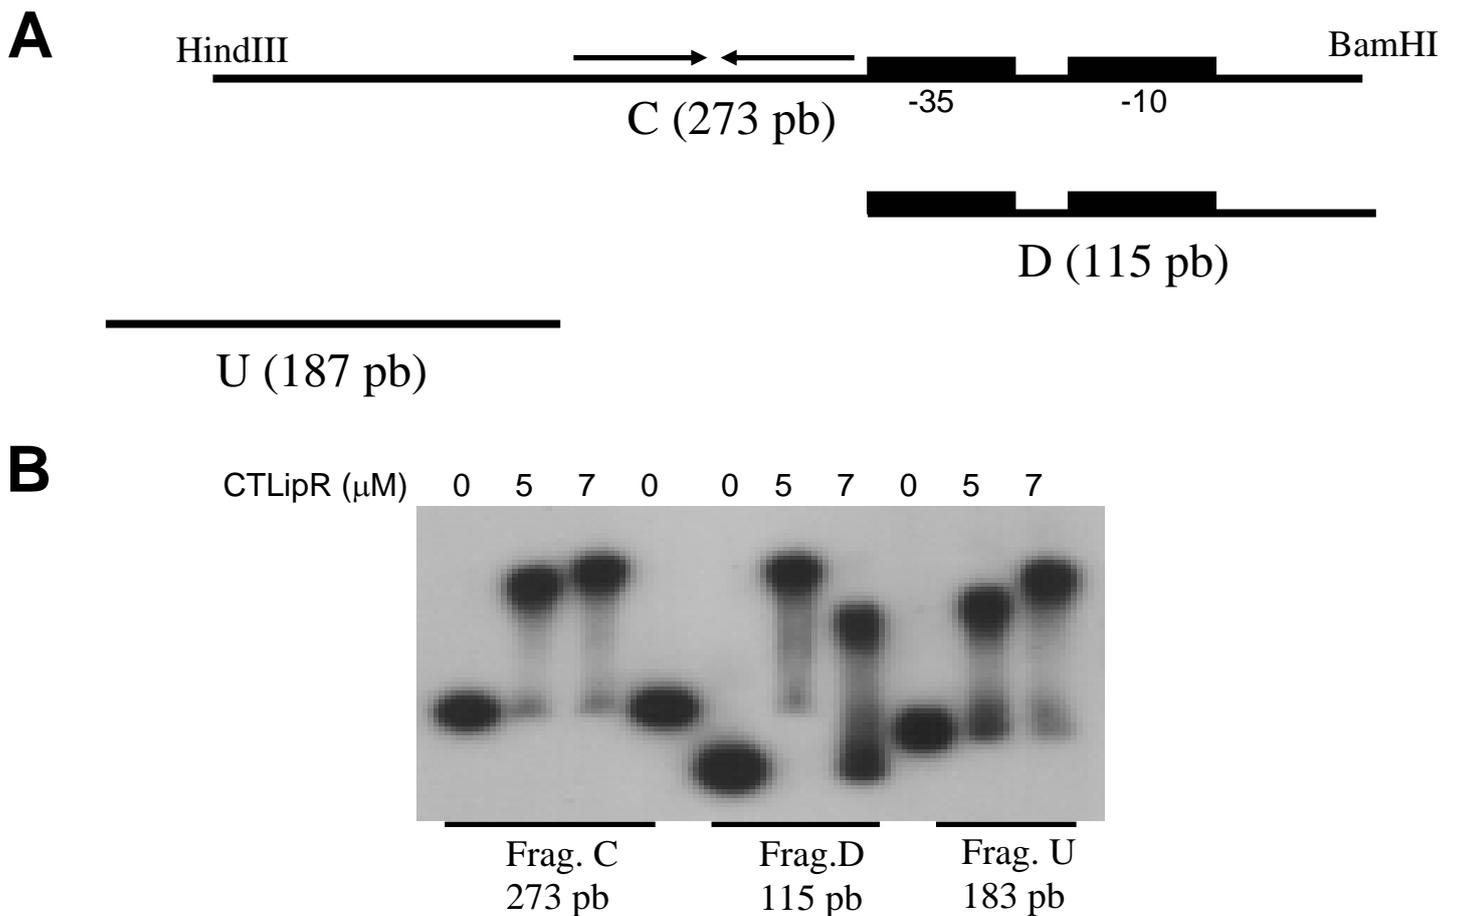 A
HindIII
BamHI
-35
-10
C (273 pb)
D (115 pb)
U (187 pb)
B
CTLipR (μM) 0 5 7 0 0 5 7 0 5 7
Frag. C
273 pb
Frag.D
115 pb
Frag. U
183 pb